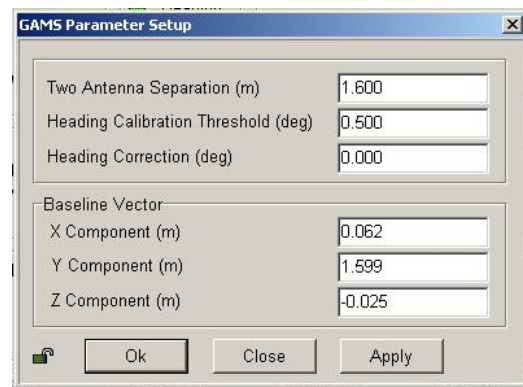 GAMS Parameter Setup
Two Antenna Separation (m) 1.600
Heading Calibration Threshold (deg) 0.500
Heading Correction (deg) 0.000
Baseline Vector
X Component (m) 0.062
Y Component (m) 1.599
Z Component (m) -0.025
Ok Close Apply